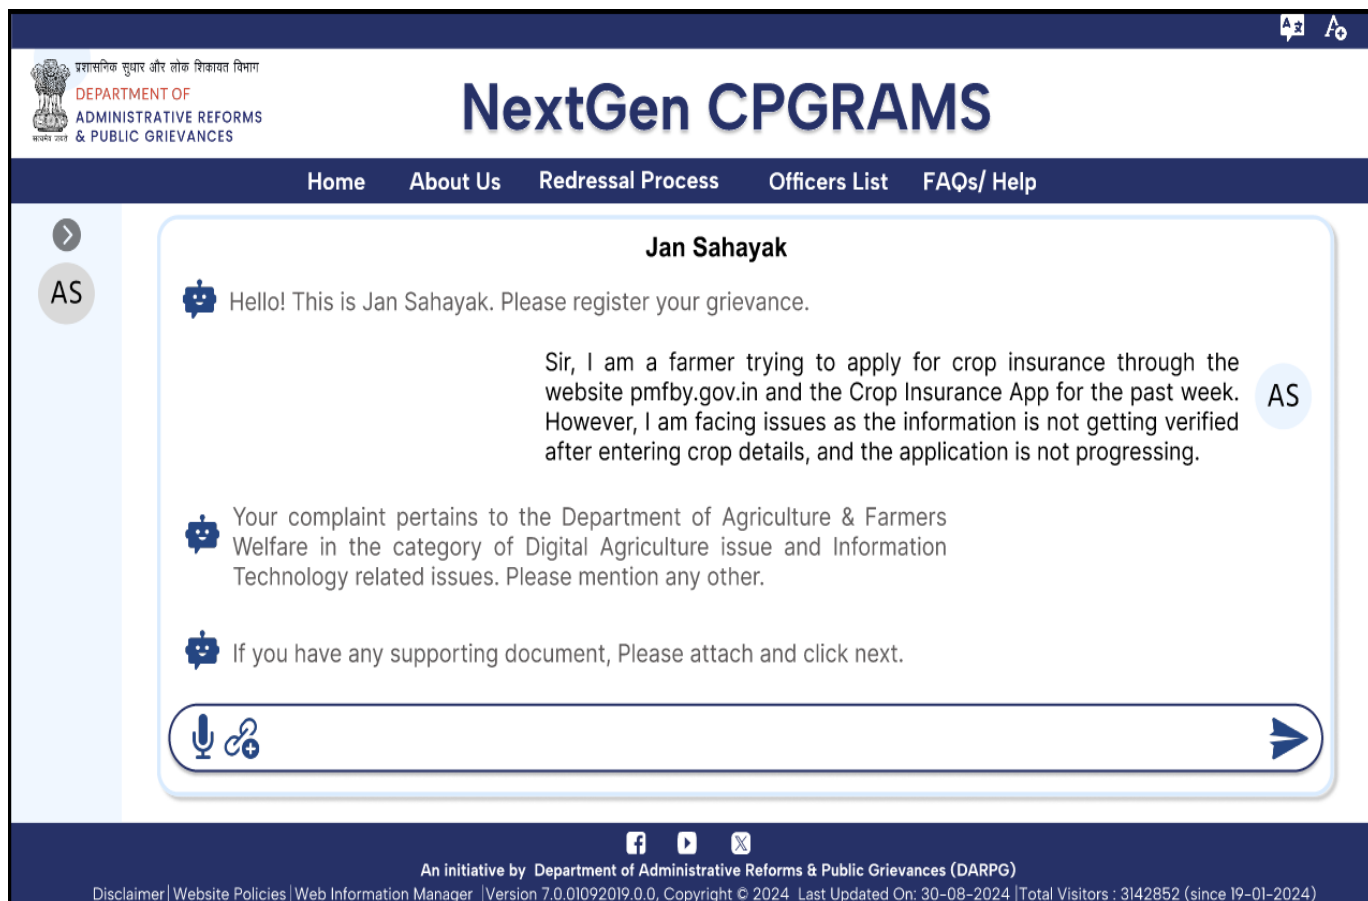 प्रशासनिक सुधार और लोक शिकायत विभाग
DEPARTMENT OF
ADMINISTRATIVE REFORMS
& PUBLIC GRIEVANCES
सत्यमेव जयते
NextGen CPGRAMS
Home About Us Redressal Process Officers List FAQs/ Help
AS
Jan Sahayak
Hello! This is Jan Sahayak. Please register your grievance.
Sir, I am a farmer trying to apply for crop insurance through the
website pmfby.gov.in and the Crop Insurance App for the past week.
However, I am facing issues as the information is not getting verified
after entering crop details, and the application is not progressing.
AS
Your complaint pertains to the Department of Agriculture & Farmers
Welfare in the category of Digital Agriculture issue and Information
Technology related issues. Please mention any other.
If you have any supporting document, Please attach and click next.
An initiative by Department of Administrative Reforms & Public Grievances (DARPG)
Disclaimer| Website Policies | Web Information Manager |Version 7.0.01092019.0.0, Copyright © 2024 Last Updated On: 30-08-2024 |Total Visitors : 3142852 (since 19-01-2024)